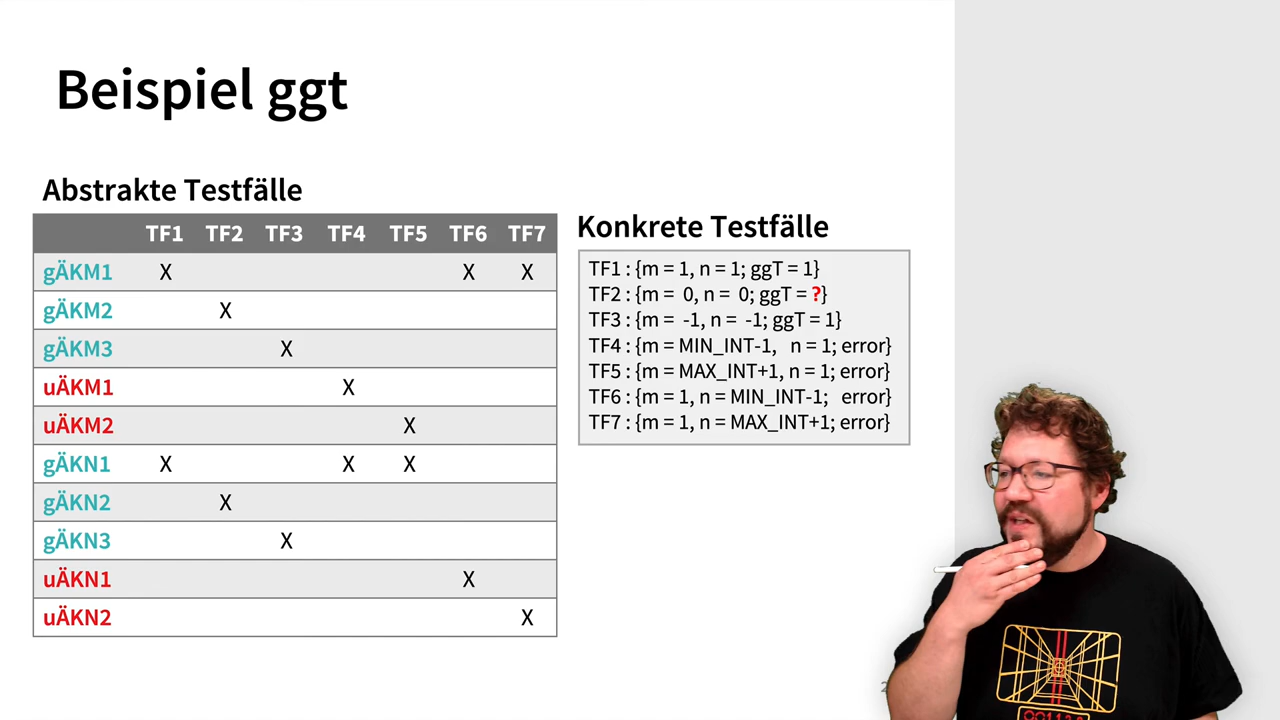 Beispiel ggt
Abstrakte Testfälle
TF1 TF2 TF3 TF4 TF5 TF6 TF7
gÄKM1 X X X
gÄKM2 X
gÄKM3 X
uÄKM1 X
uÄKM2 X
gÄKN1 X X X
gÄKN2 X
gÄKN3 X
uÄKN1 X
uÄKN2 X
Konkrete Testfälle
TF1 : {m = 1, n = 1; ggT = 1}
TF2 : {m = 0, n = 0; ggT = ?}
TF3 : {m = -1, n = -1; ggT = 1}
TF4 : {m = MIN_INT-1, n = 1; error}
TF5 : {m = MAX_INT+1, n = 1; error}
TF6 : {m = 1, n = MIN_INT-1; error}
TF7 : {m = 1, n = MAX_INT+1; error}